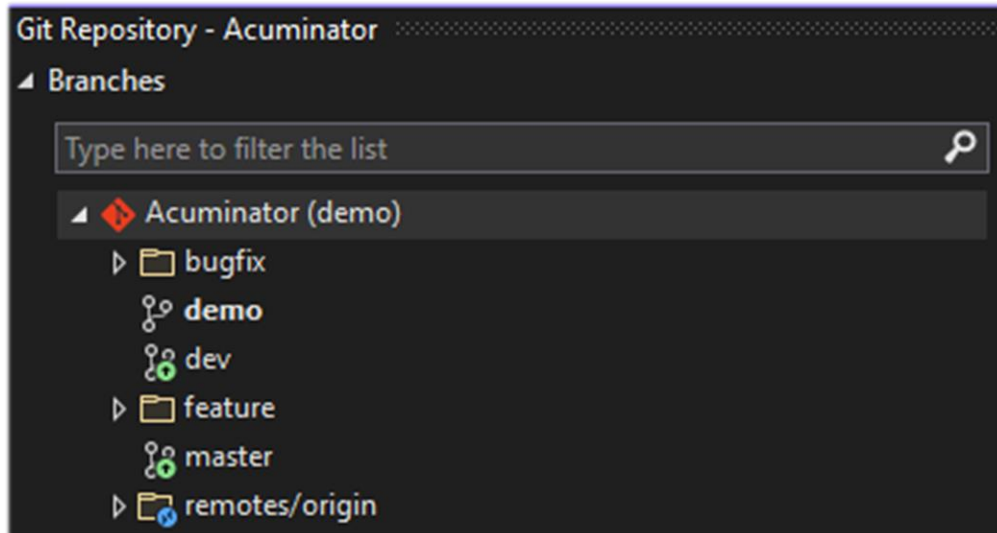 Git Repository - Acuminator
Branches
Type here to filter the list
Acuminator (demo)
bugfix
demo
dev
feature
master
remotes/origin